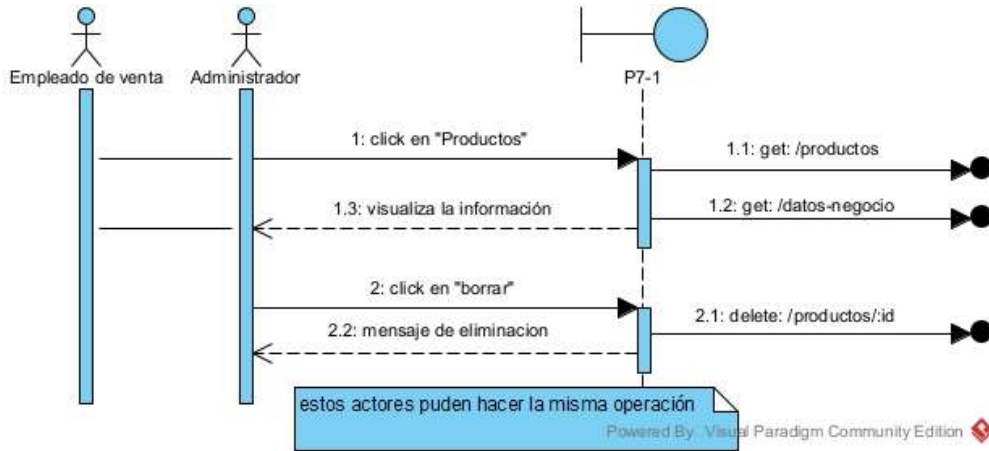 Empleado de venta
Administrador
P7-1
1: click en "Productos"
1.1: get: /productos
1.2: get: /datos-negocio
1.3: visualiza la información
2: click en "borrar"
2.1: delete: /productos/:id
2.2: mensaje de eliminacion
estos actores puden hacer la misma operación
Powered By Visual Paradigm Community Edition